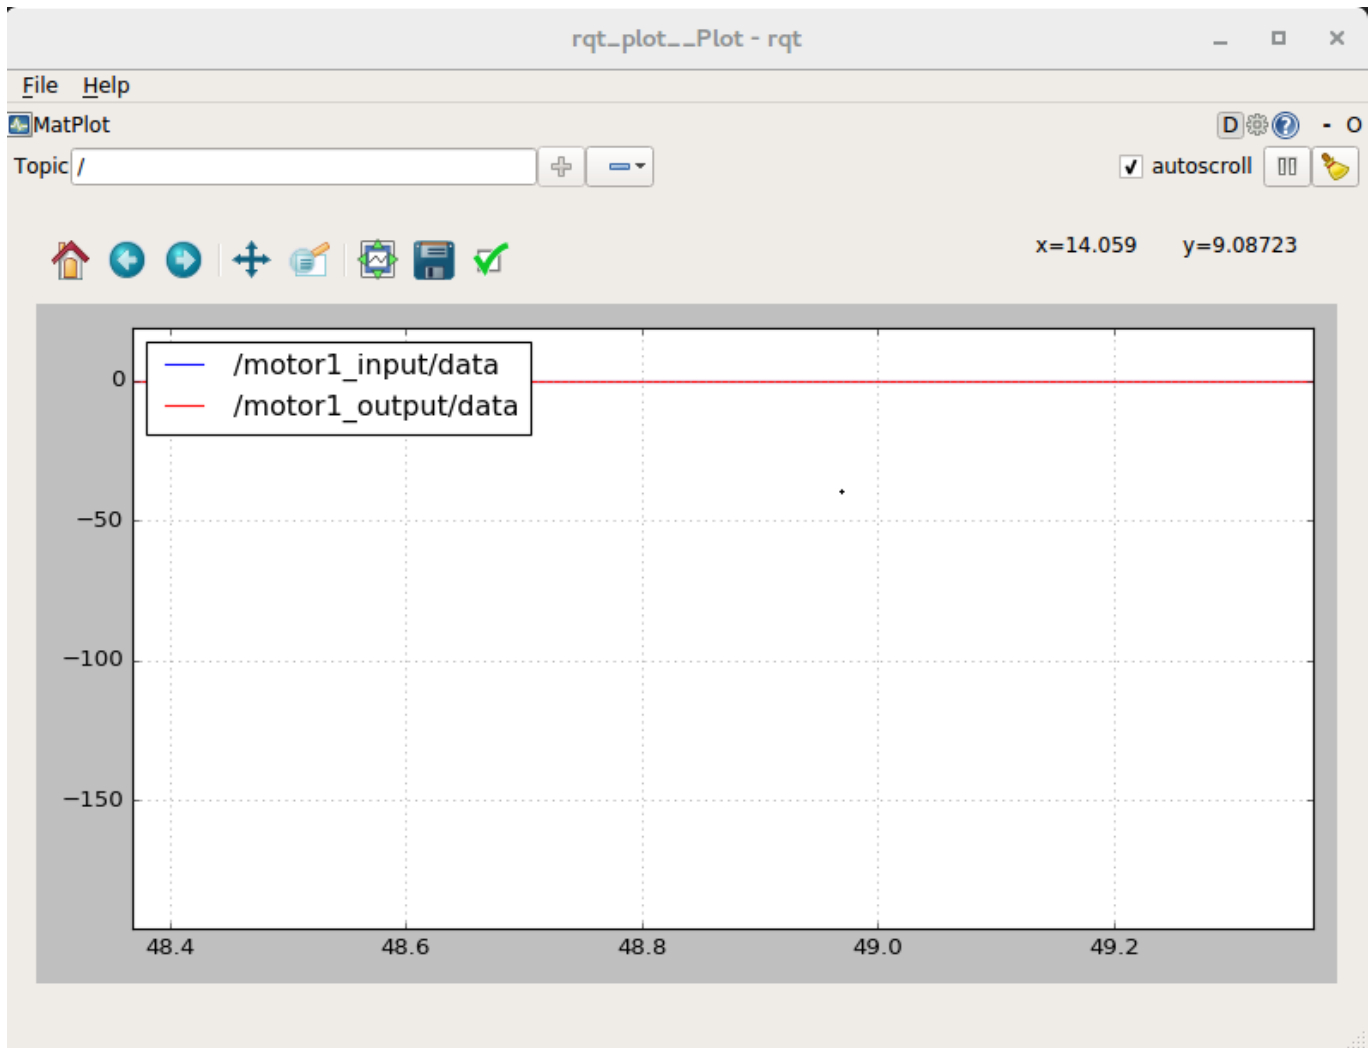 rqt_plot__Plot - rqt
File Help
MatPlot D - O
Topic / autoscroll
x=14.059 y=9.08723
/motor1_input/data
/motor1_output/data
0
−50
−100
−150
48.4 48.6 48.8 49.0 49.2